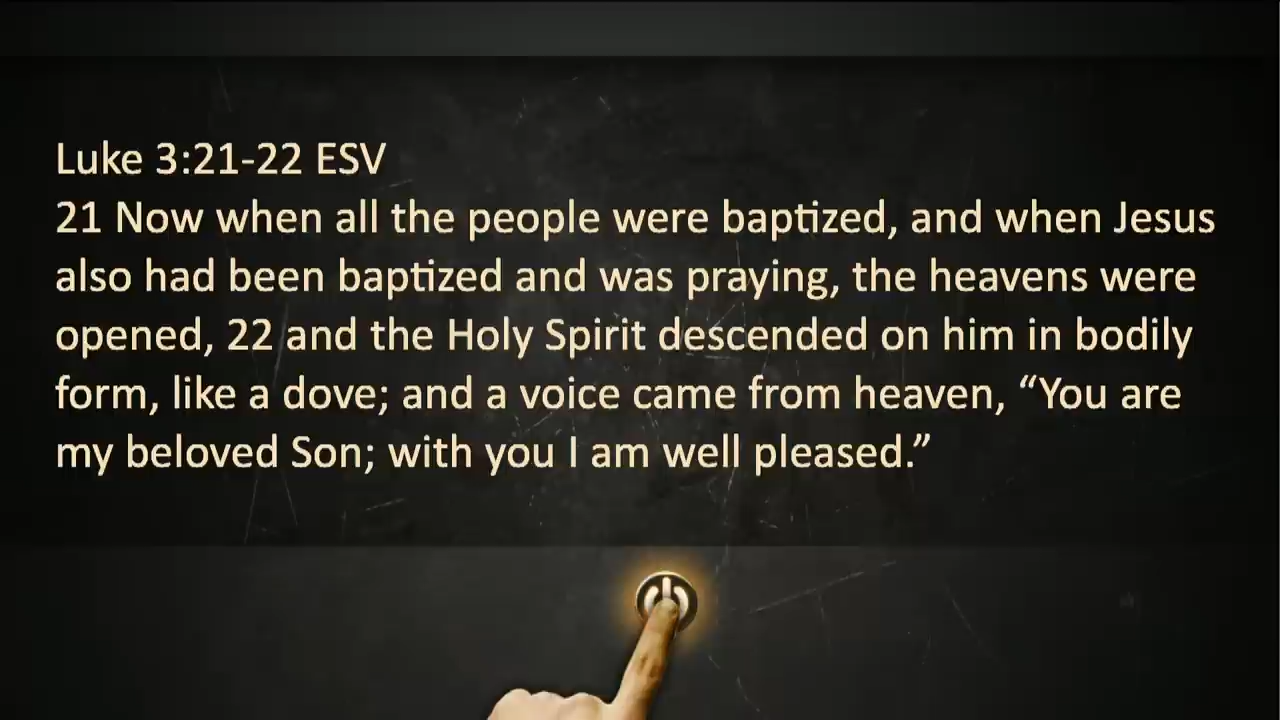 Luke 3:21-22 ESV
21 Now when all the people were baptized, and when Jesus
also had been baptized and was praying, the heavens were
opened, 22 and the Holy Spirit descended on him in bodily
form, like a dove; and a voice came from heaven, “You are
my beloved Son; with you I am well pleased.”